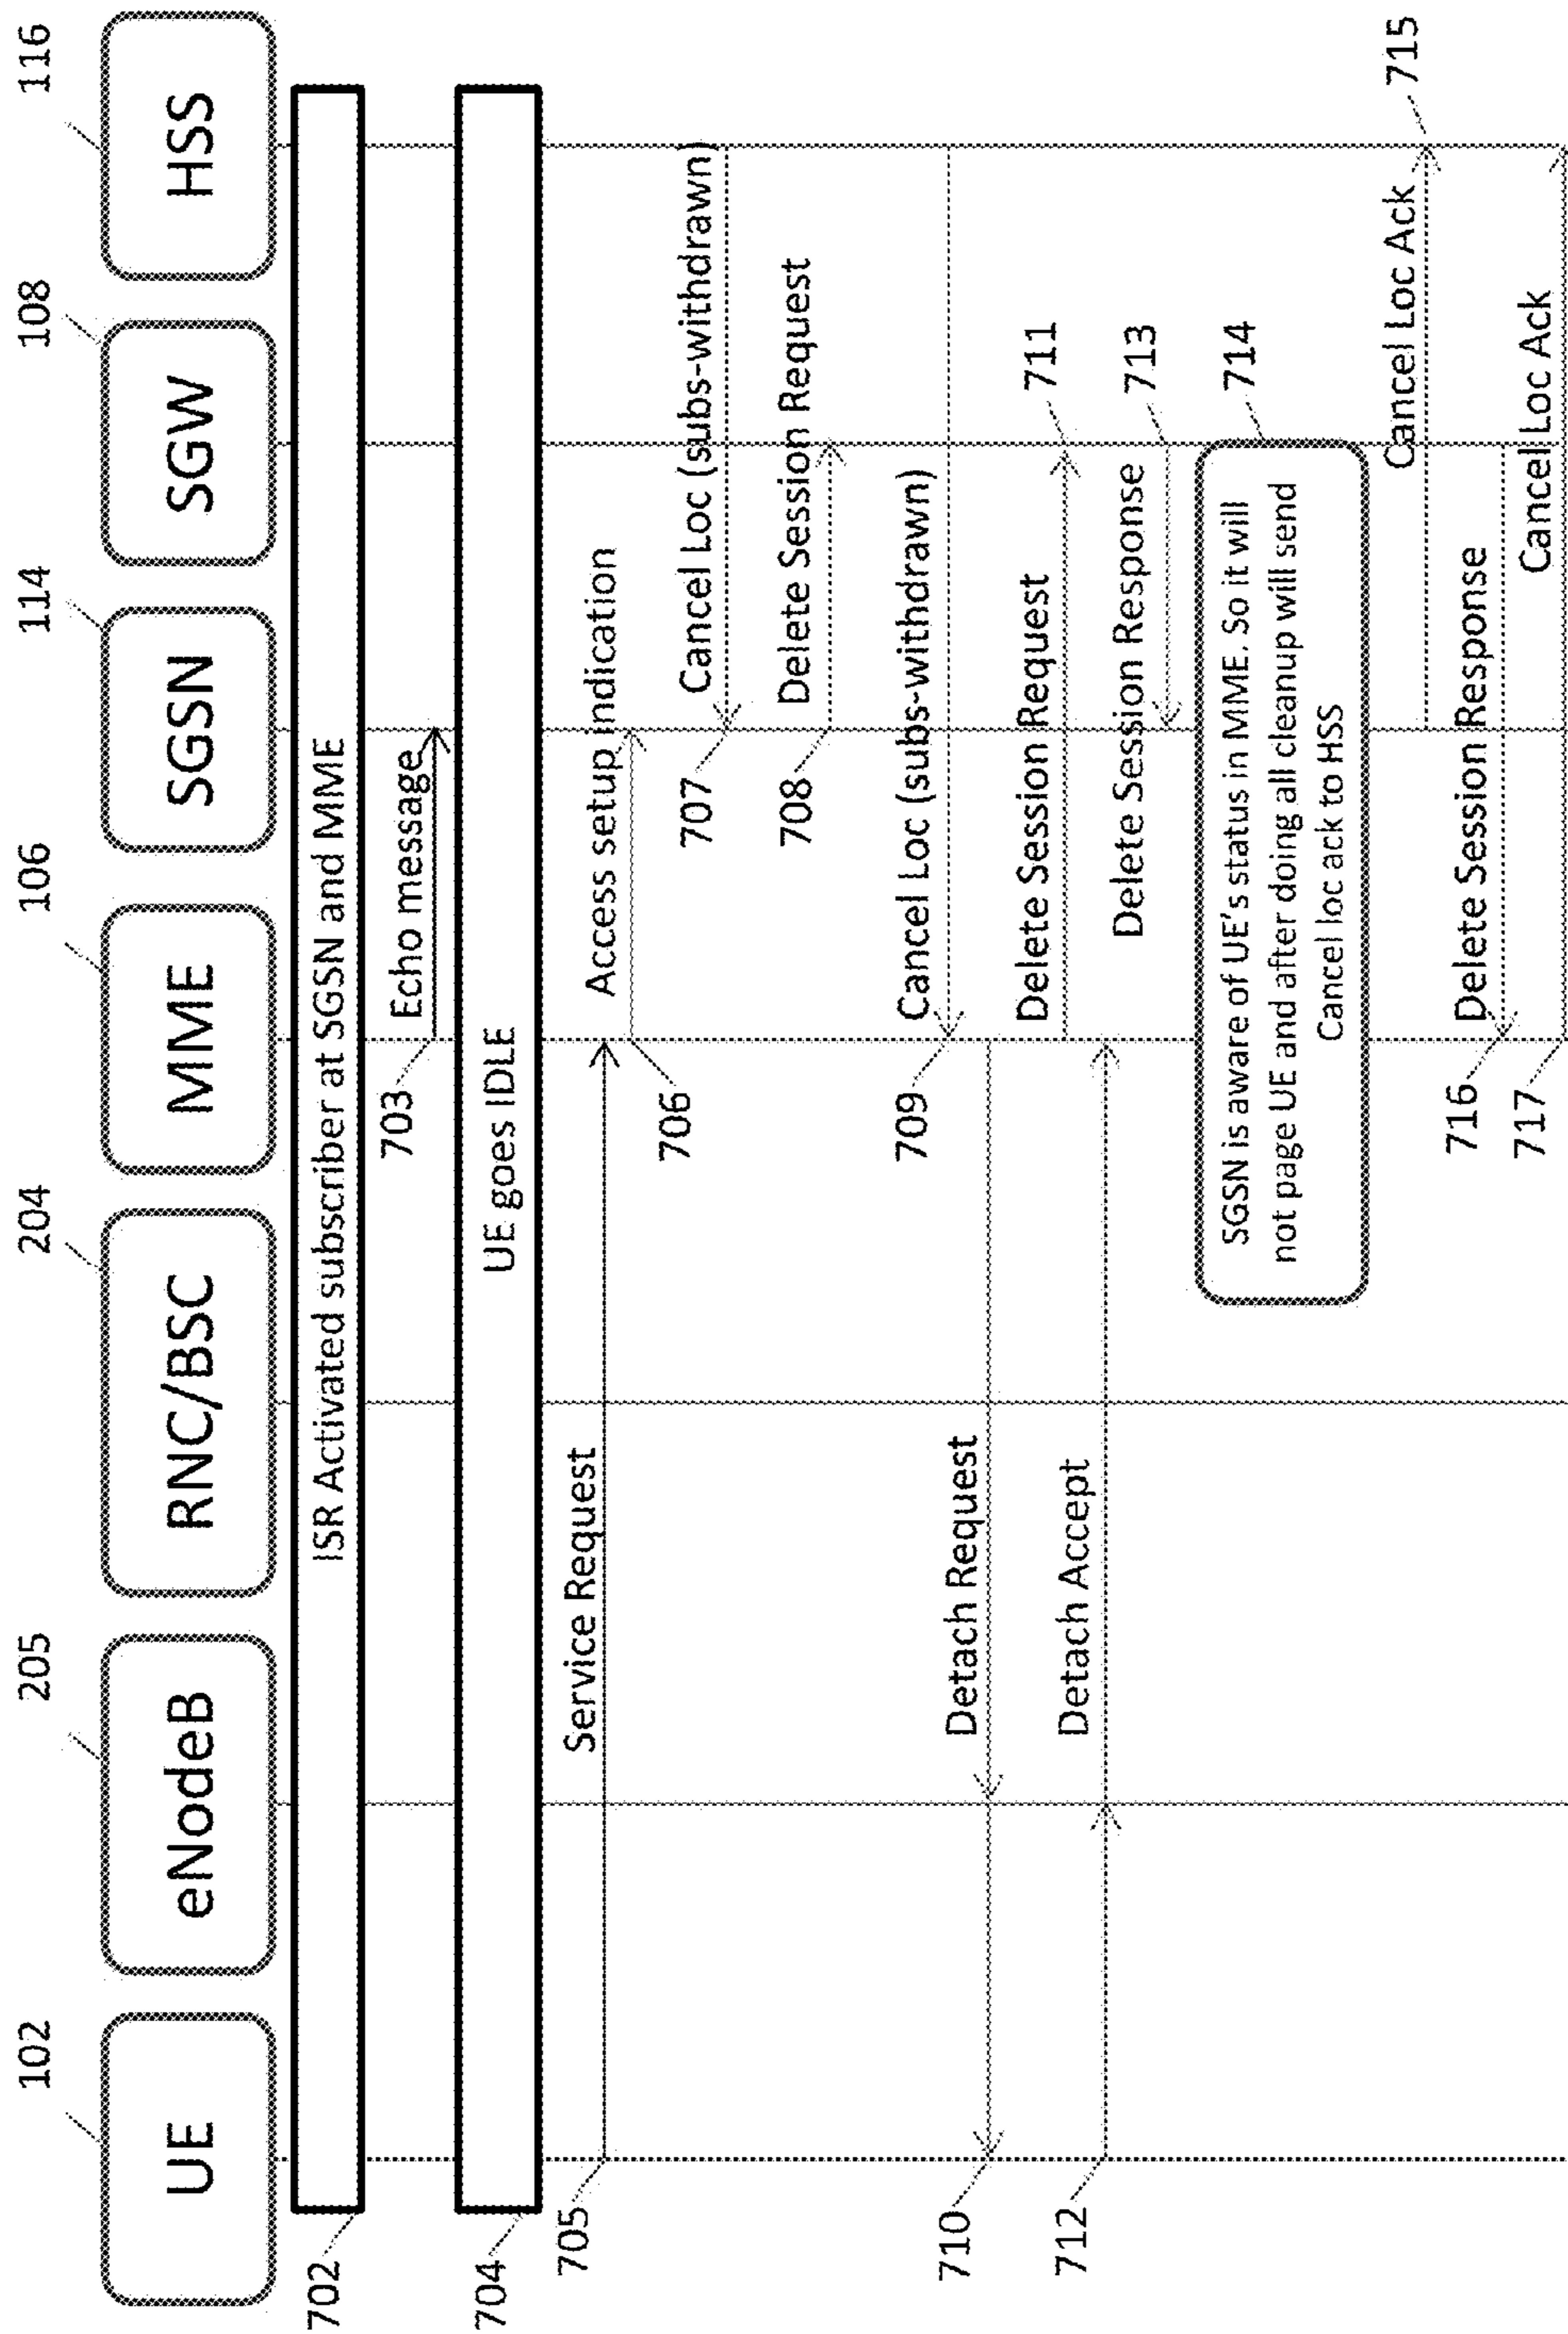 102
205
204
106
114
108
116
UE
eNodeB
RNC/BSC
MME
SGSN
SGW
HSS
702
ISR Activated subscriber at SGSN and MME
703
Echo message
704
UE goes IDLE
705
Service Request
Access setup indication
706
Cancel Loc (subs-withdrawn)
707
Delete Session Request
708
Cancel Loc (subs-withdrawn)
709
Detach Request
710
Delete Session Request
711
Detach Accept
712
Delete Session Response
713
714
SGSN is aware of UE's status in MME. So it will
not page UE and after doing all cleanup will send
Cancel loc ack to HSS
Cancel Loc Ack
715
Delete Session Response
716
Cancel Loc Ack
717